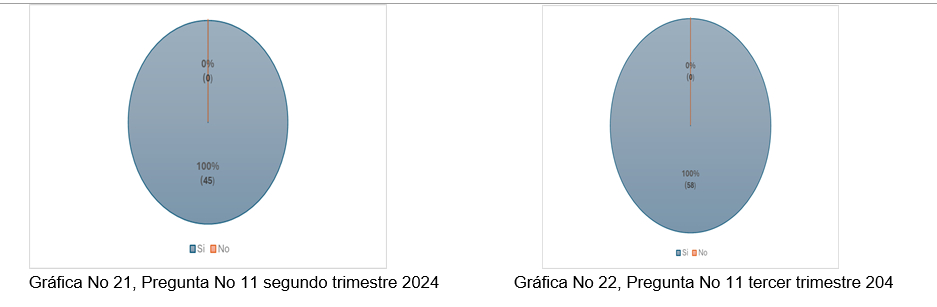 0%
(0)
100%
(45)
Si No
Gráfica No 21, Pregunta No 11 segundo trimestre 2024
0%
(0)
100%
(58)
Si No
Gráfica No 22, Pregunta No 11 tercer trimestre 204